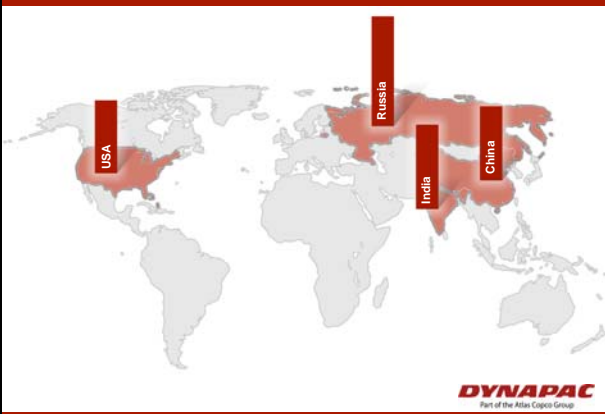 Russia
USA
China
India
DYNAPAC
Part of the Atlas Copco Group